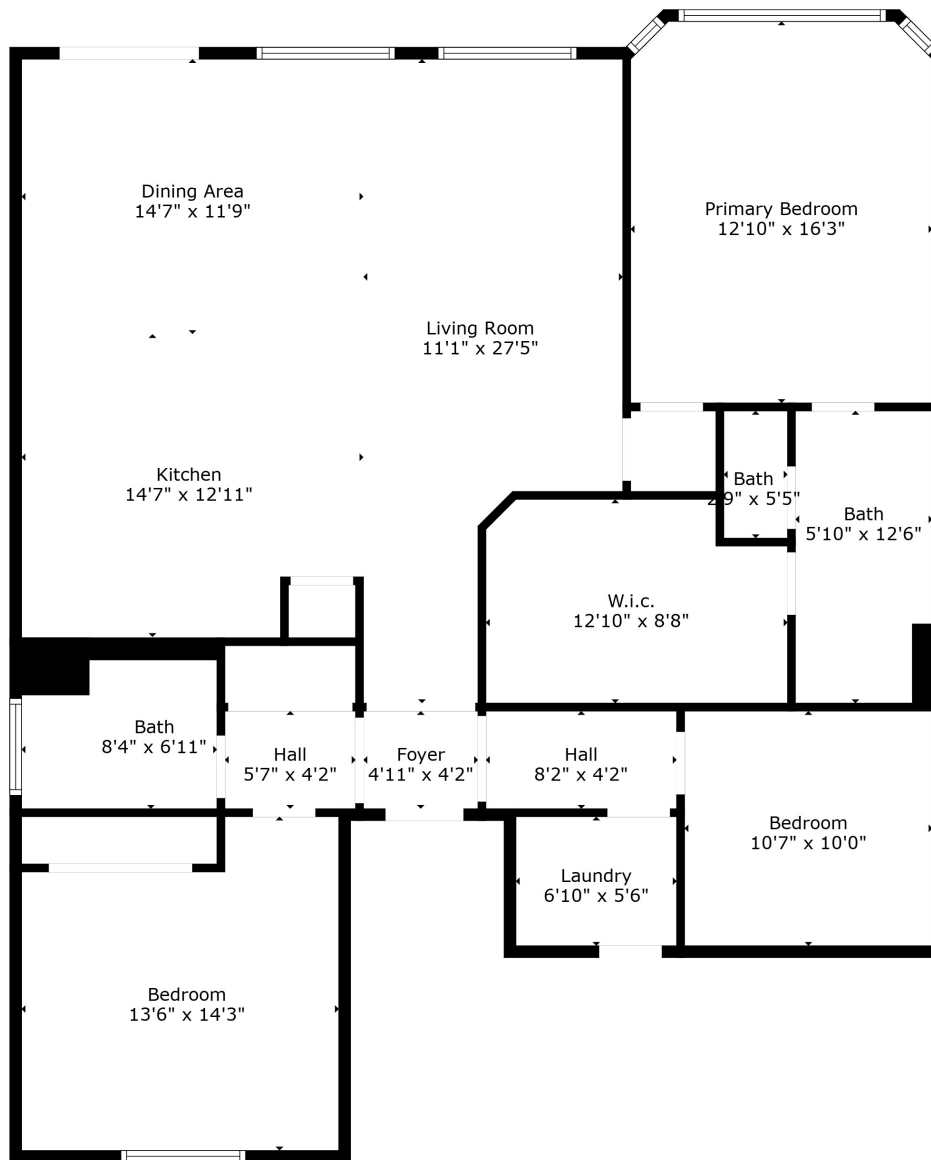 Dining Area
14'7" x 11'9"
Primary Bedroom
12'10" x 16'3"
Living Room
11'1" x 27'5"
Kitchen
14'7" x 12'11"
Bath
2'9" x 5'5"
Bath
5'10" x 12'6"
W.i.c.
12'10" x 8'8"
Bath
8'4" x 6'11"
Hall
5'7" x 4'2"
Foyer
4'11" x 4'2"
Hall
8'2" x 4'2"
Bedroom
10'7" x 10'0"
Laundry
6'10" x 5'6"
Bedroom
13'6" x 14'3"